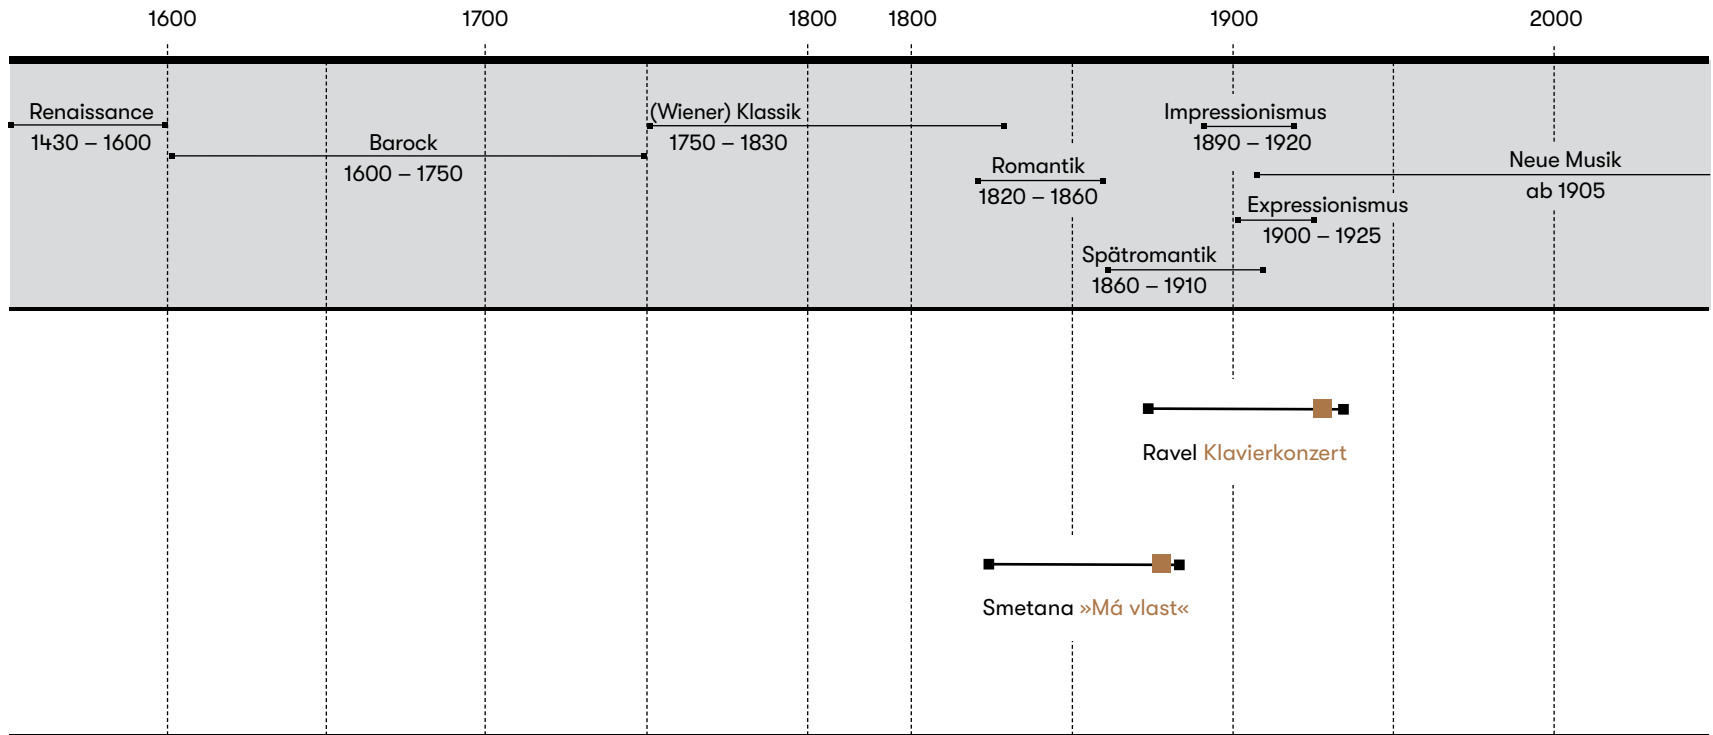 1600 1700 1800 1800 1900 2000
Renaissance
1430 – 1600
Barock
1600 – 1750
(Wiener) Klassik
1750 – 1830
Romantik
1820 – 1860
Spätromantik
1860 – 1910
Impressionismus
1890 – 1920
Expressionismus
1900 – 1925
Neue Musik
ab 1905
Ravel Klavierkonzert
Smetana »Má vlast«